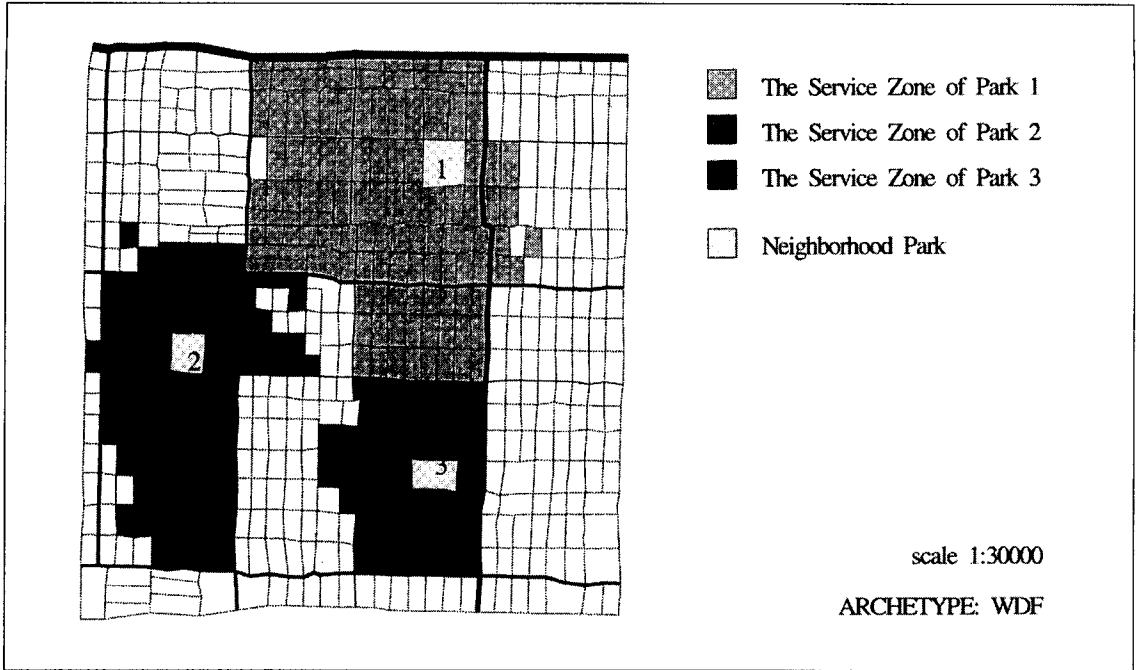 The Service Zone of Park 1
The Service Zone of Park 2
The Service Zone of Park 3
Neighborhood Park
1
2
3
scale 1:30000
ARCHETYPE: WDF